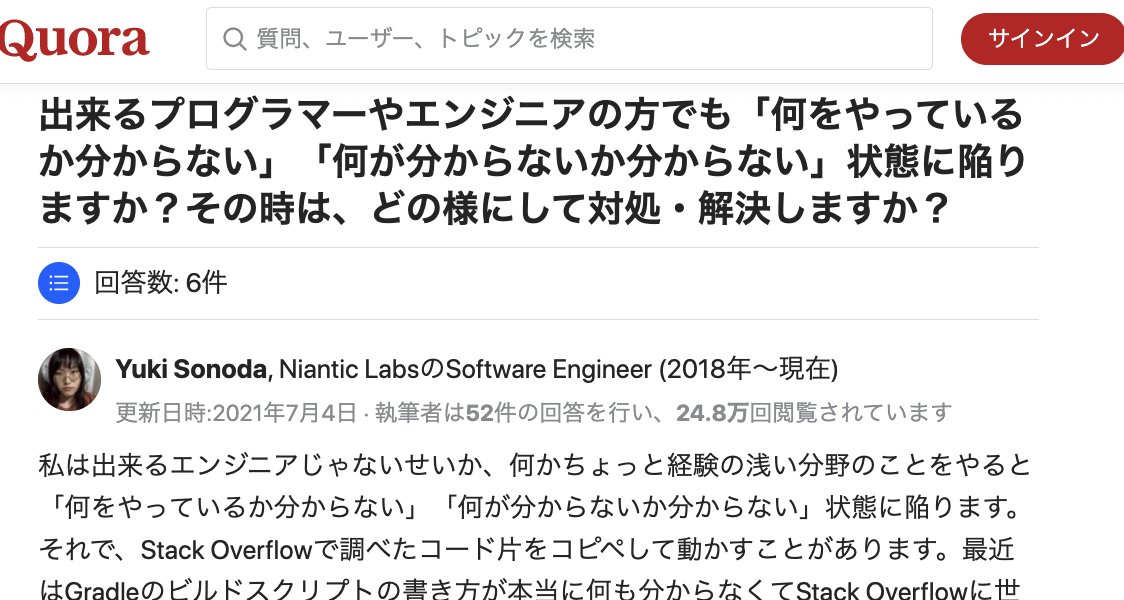 Quora
質問、ユーザー、トピックを検索
サインイン
出来るプログラマーやエンジニアの方でも「何をやっている
か分からない」「何が分からないか分からない」状態に陥り
ますか？その時は、どの様にして対処・解決しますか？
回答数: 6件
Yuki Sonoda, Niantic LabsのSoftware Engineer (2018年〜現在)
更新日時:2021年7月4日 · 執筆者は52件の回答を行い、24.8万回閲覧されています
私は出来るエンジニアじゃないせいか、何かちょっと経験の浅い分野のことをやると
「何をやっているか分からない」「何が分からないか分からない」状態に陥ります。
それで、Stack Overflowで調べたコード片をコピペして動かすことがあります。最近
はGradleのビルドスクリプトの書き方が本当に何も分からなくてStack Overflowに世